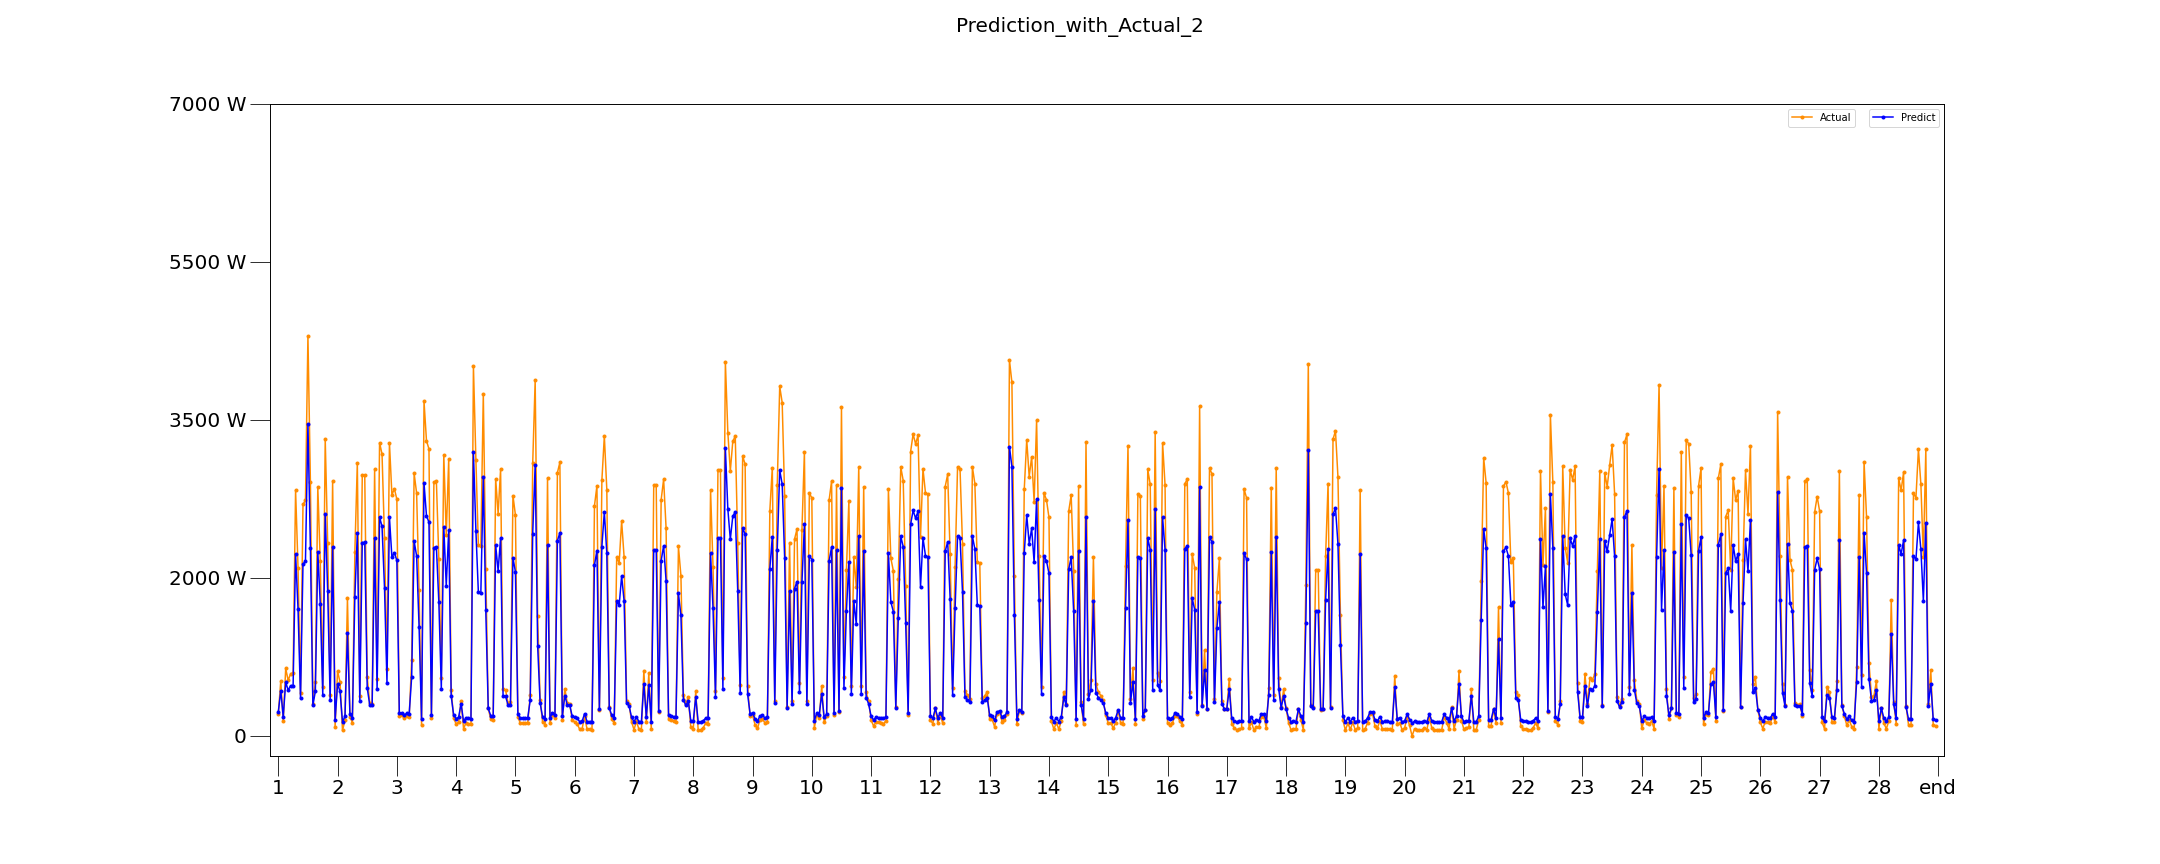 Prediction_with_Actual_2
Actual Predict
7000 W
5500 W
3500 W
2000 W
0
1 2 3 4 5 6 7 8 9 10 11 12 13 14 15 16 17 18 19 20 21 22 23 24 25 26 27 28 end